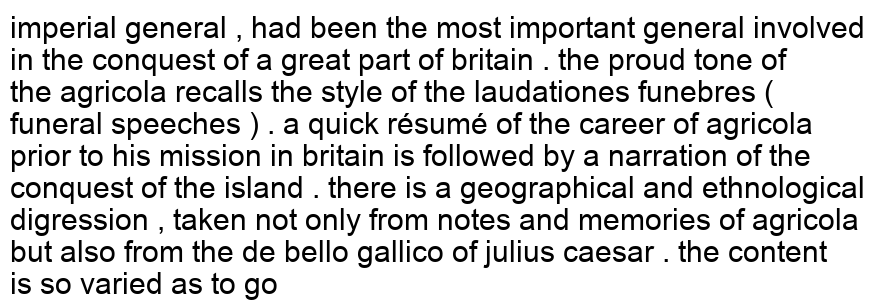 imperial general , had been the most important general involved
in the conquest of a great part of britain . the proud tone of
the agricola recalls the style of the laudationes funebres (
funeral speeches ) . a quick résumé of the career of agricola
prior to his mission in britain is followed by a narration of the
conquest of the island . there is a geographical and ethnological
digression , taken not only from notes and memories of agricola
but also from the de bello gallico of julius caesar . the content
is so varied as to go